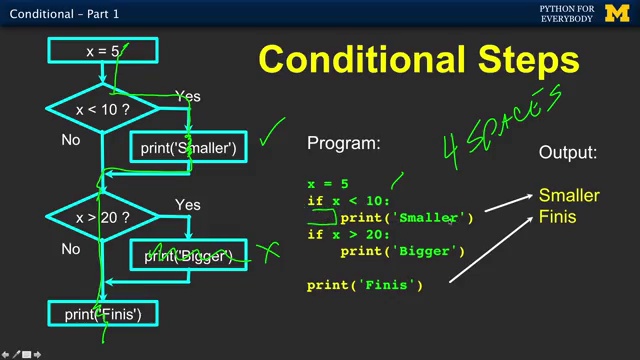 Conditional – Part 1
PYTHON FOR
EVERYBODY
M
Conditional Steps
x = 5
x < 10 ?
Yes
No
print('Smaller')
x > 20 ?
Yes
No
print('Bigger')
print('Finis')
4 SPACES
Program:
x = 5
if x < 10:
print('Smaller')
if x > 20:
print('Bigger')
print('Finis')
Output:
Smaller
Finis